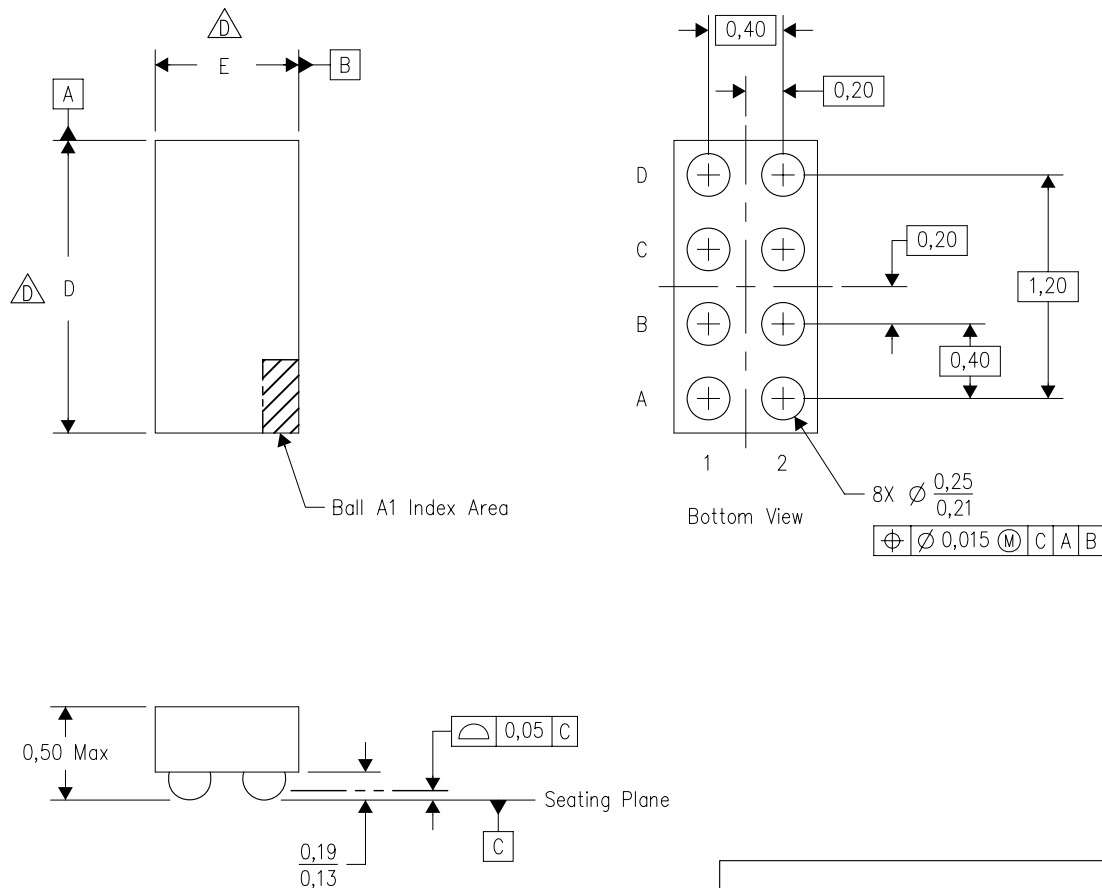 D
E
B
A
D
D
Ball A1 Index Area
0,40
0,20
D
C
B
A
1
2
0,20
1,20
0,40
8X Ø 0,25
0,21
Bottom View
⌖ Ø 0,015 Ⓜ C A B
0,50 Max
⌓ 0,05 C
Seating Plane
C
0,19
0,13